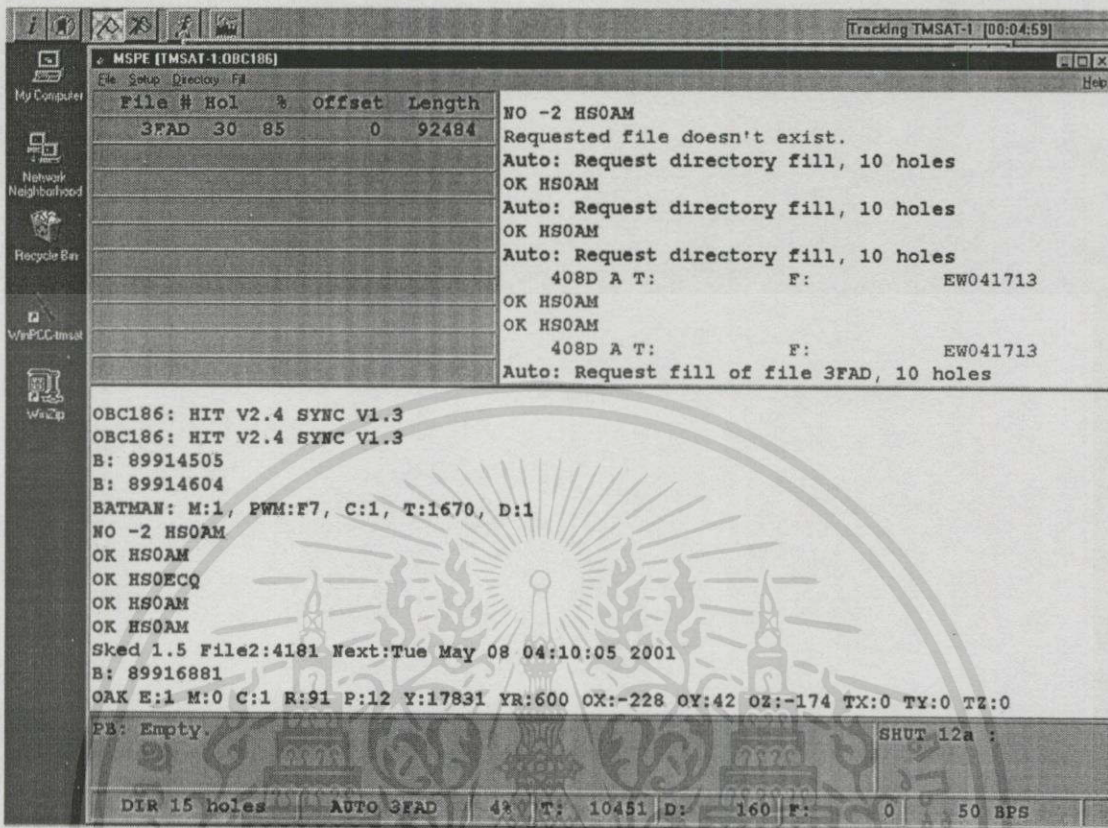 Tracking TMSAT-1 [00:04:59]
MSPE [TMSAT-1:OBC186]
File Setup Directory Fill Help
My Computer
Network Neighborhood
Recycle Bin
WinPCC-tmsat
WinZip
File # Hol % Offset Length
3FAD 30 85 0 92484
NO -2 HS0AM
Requested file doesn't exist.
Auto: Request directory fill, 10 holes
OK HS0AM
Auto: Request directory fill, 10 holes
OK HS0AM
Auto: Request directory fill, 10 holes
408D A T: F: EW041713
OK HS0AM
OK HS0AM
408D A T: F: EW041713
Auto: Request fill of file 3FAD, 10 holes
OBC186: HIT V2.4 SYNC V1.3
OBC186: HIT V2.4 SYNC V1.3
B: 89914505
B: 89914604
BATMAN: M:1, PWM:F7, C:1, T:1670, D:1
NO -2 HS0AM
OK HS0AM
OK HS0ECQ
OK HS0AM
OK HS0AM
Sked 1.5 File2:4181 Next:Tue May 08 04:10:05 2001
B: 89916881
OAK E:1 M:0 C:1 R:91 P:12 Y:17831 YR:600 OX:-228 OY:42 OZ:-174 TX:0 TY:0 TZ:0
PB: Empty.
SHUT 12a :
DIR 15 holes AUTO 3FAD 4% T: 10451 D: 160 F: 0 50 BPS